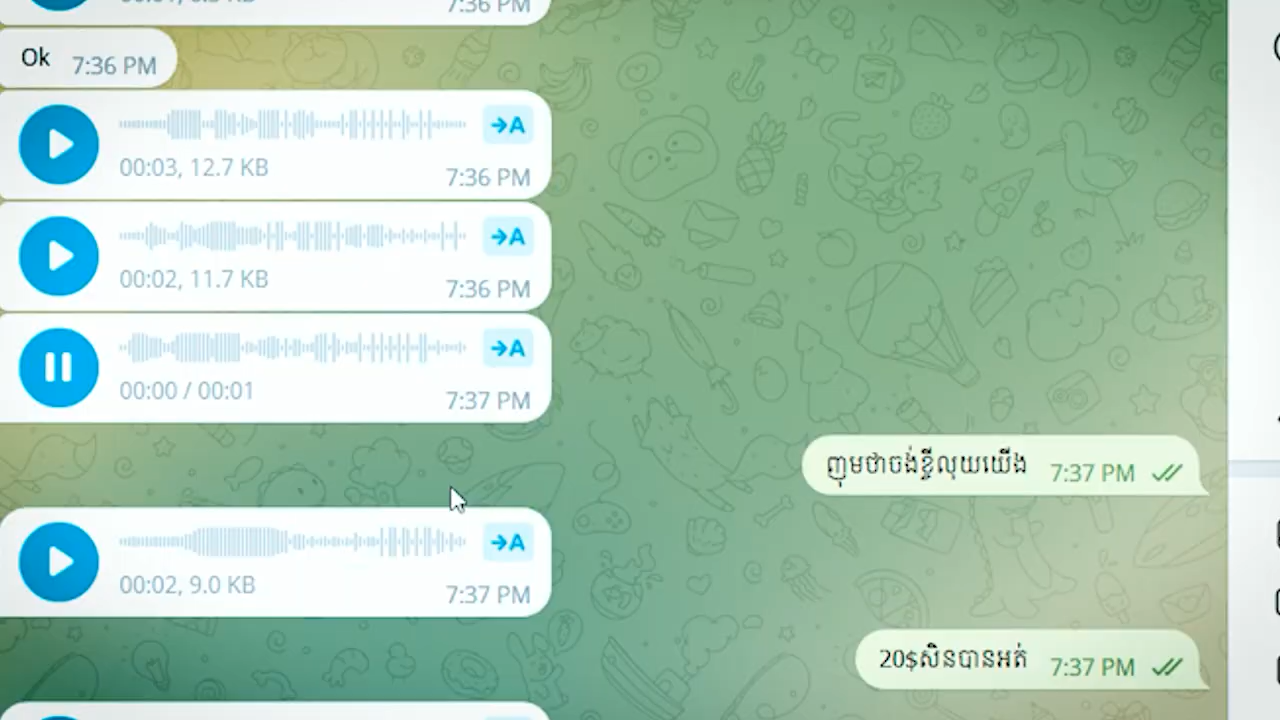 7:36 PM
Ok 7:36 PM
→A
00:03, 12.7 KB 7:36 PM
→A
00:02, 11.7 KB 7:36 PM
→A
00:00 / 00:01 7:37 PM
ញុមថាចង់ខ្ចីលុយយើង 7:37 PM
→A
00:02, 9.0 KB 7:37 PM
20$សិនបានអត់ 7:37 PM